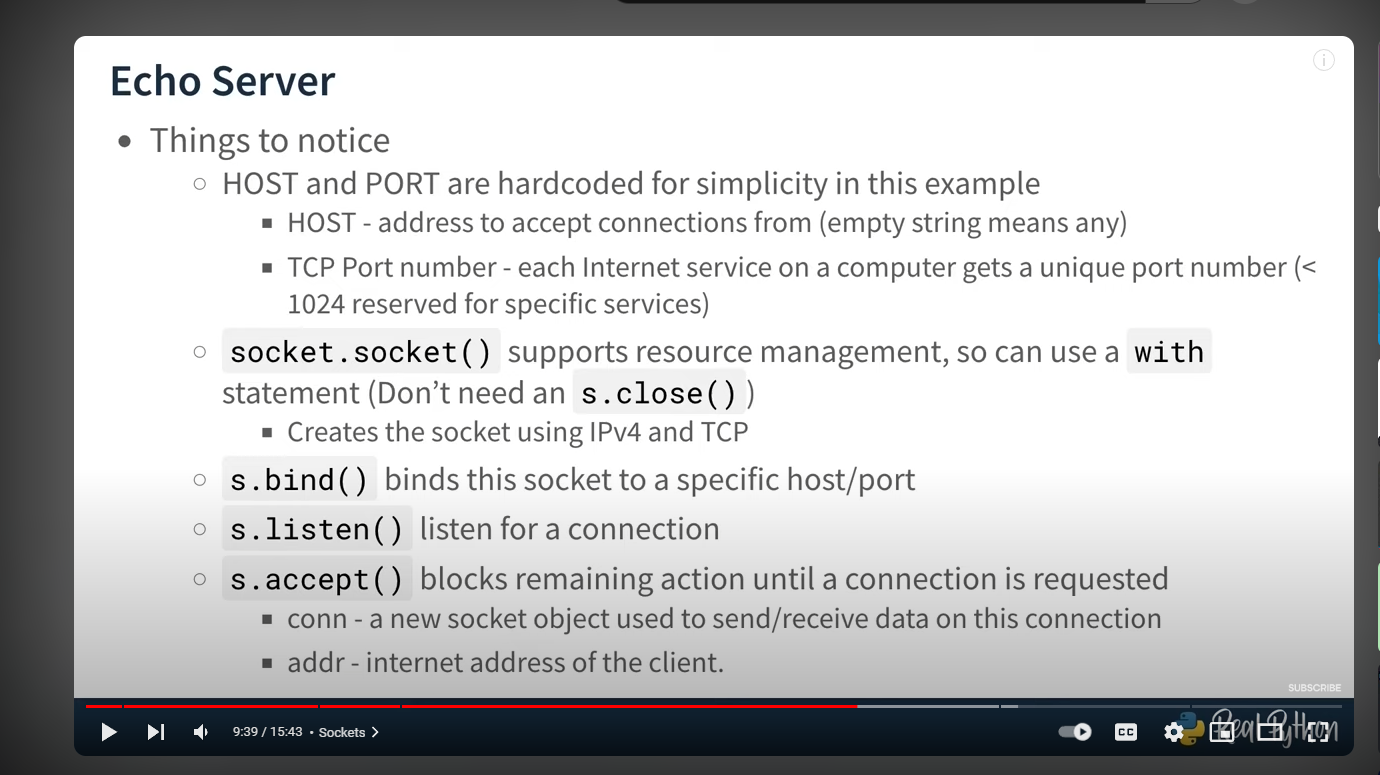 Echo Server
• Things to notice
○ HOST and PORT are hardcoded for simplicity in this example
▪ HOST - address to accept connections from (empty string means any)
▪ TCP Port number - each Internet service on a computer gets a unique port number (<
1024 reserved for specific services)
○ socket.socket() supports resource management, so can use a with
statement (Don’t need an s.close())
▪ Creates the socket using IPv4 and TCP
○ s.bind() binds this socket to a specific host/port
○ s.listen() listen for a connection
○ s.accept() blocks remaining action until a connection is requested
▪ conn - a new socket object used to send/receive data on this connection
▪ addr - internet address of the client.
SUBSCRIBE
9:39 / 15:43 • Sockets >
CC
Real Python